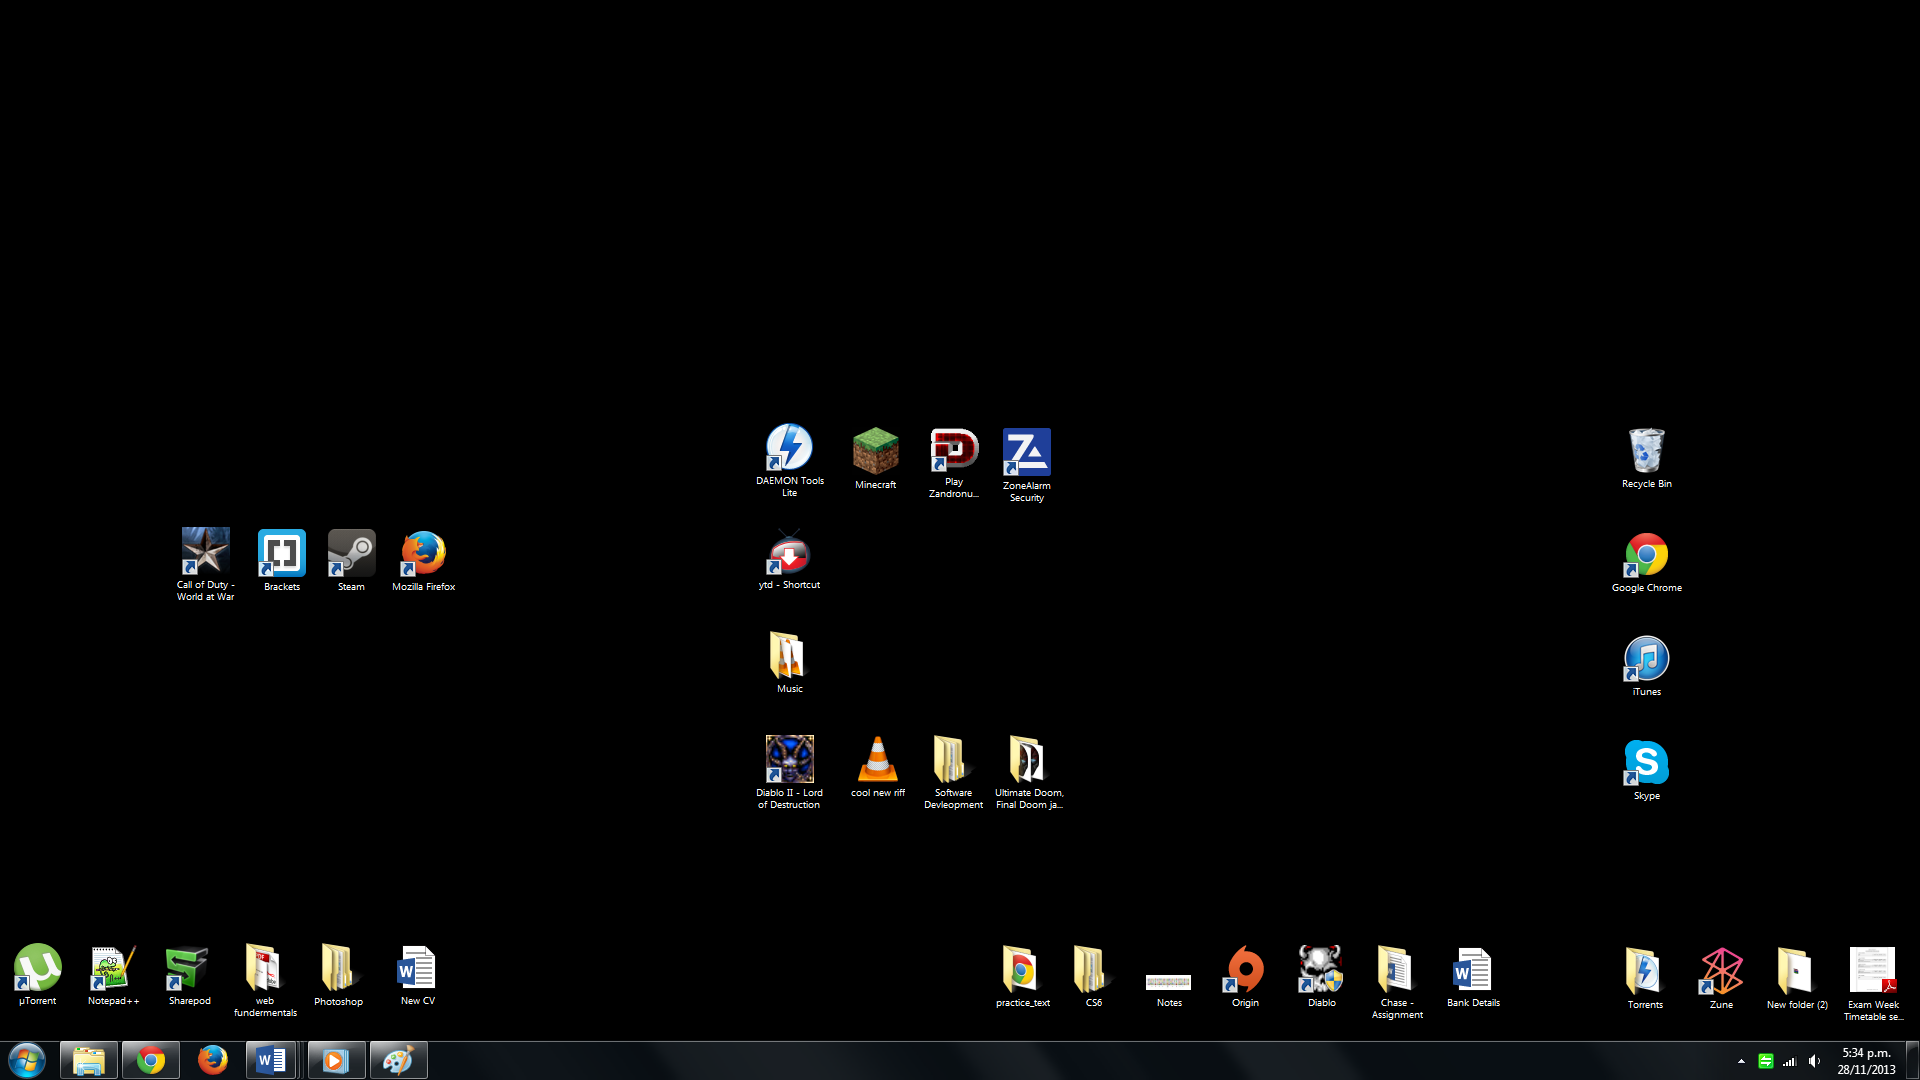 DAEMON Tools
Lite
Minecraft
Play
Zandronu...
ZoneAlarm
Security
Recycle Bin
Call of Duty -
World at War
Brackets
Steam
Mozilla Firefox
ytd - Shortcut
Google Chrome
Music
iTunes
Diablo II - Lord
of Destruction
cool new riff
Software
Devleopment
Ultimate Doom,
Final Doom ja...
Skype
µTorrent
Notepad++
Sharepod
web
fundermentals
Photoshop
New CV
practice_text
CS6
Notes
Origin
Diablo
Chase -
Assignment
Bank Details
Torrents
Zune
New folder (2)
Exam Week
Timetable se...
5:34 p.m.
28/11/2013